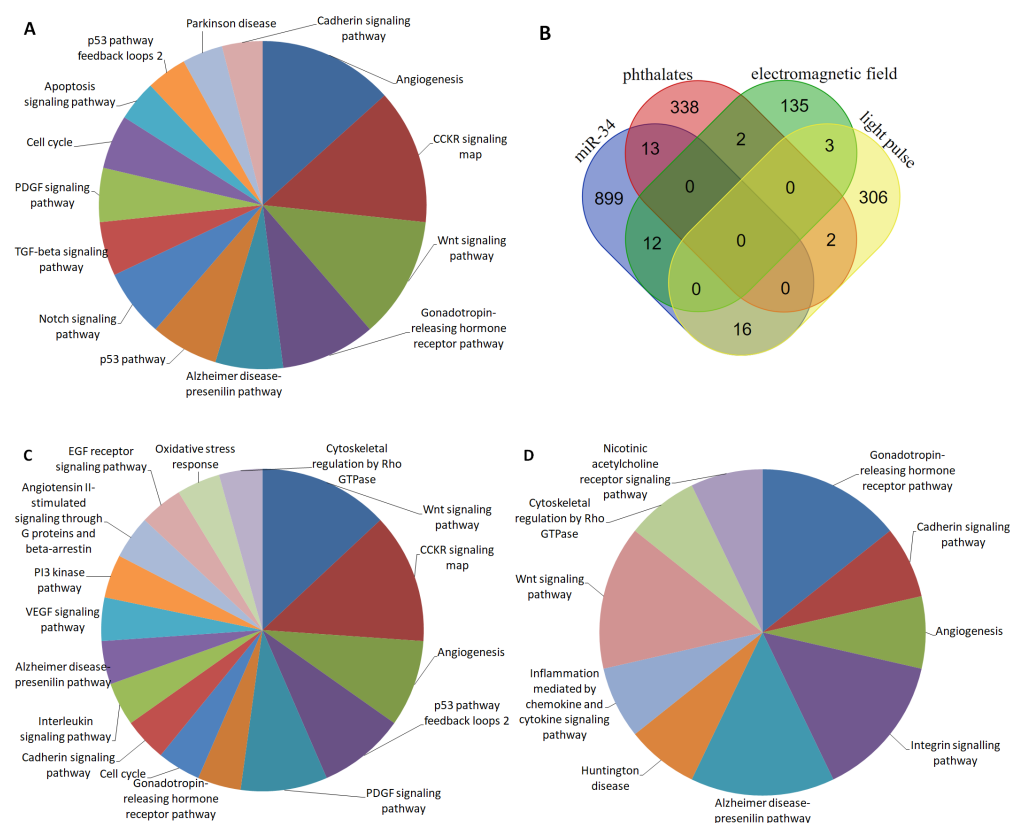 A
Parkinson disease
Cadherin signaling
pathway
p53 pathway
feedback loops 2
Angiogenesis
Apoptosis
signaling pathway
CCKR signaling
map
Cell cycle
PDGF signaling
pathway
Wnt signaling
pathway
TGF-beta signaling
pathway
Gonadotropin-
releasing hormone
receptor pathway
Notch signaling
pathway
p53 pathway
Alzheimer disease-
presenilin pathway
B
phthalates
electromagnetic field
miR-34
light pulse
338
135
13
2
3
899
0
0
306
12
0
2
0
0
16
C
EGF receptor
signaling pathway
Oxidative stress
response
Cytoskeletal
regulation by Rho
GTPase
Angiotensin II-
stimulated
signaling through
G proteins and
beta-arrestin
Wnt signaling
pathway
CCKR signaling
map
PI3 kinase
pathway
VEGF signaling
pathway
Angiogenesis
Alzheimer disease-
presenilin pathway
p53 pathway
feedback loops 2
Interleukin
signaling pathway
Cadherin signaling
pathway
Cell cycle
Gonadotropin-
releasing hormone
receptor pathway
PDGF signaling
pathway
D
Nicotinic
acetylcholine
receptor signaling
pathway
Gonadotropin-
releasing hormone
receptor pathway
Cytoskeletal
regulation by Rho
GTPase
Cadherin signaling
pathway
Wnt signaling
pathway
Angiogenesis
Inflammation
mediated by
chemokine and
cytokine signaling
pathway
Integrin signalling
pathway
Huntington
disease
Alzheimer disease-
presenilin pathway